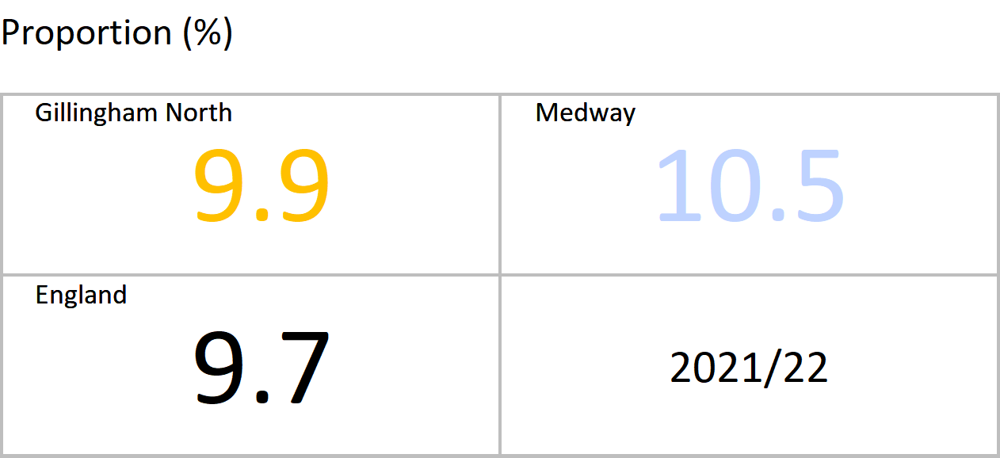 Proportion (%)
Gillingham North
9.9
Medway
10.5
England
9.7
2021/22